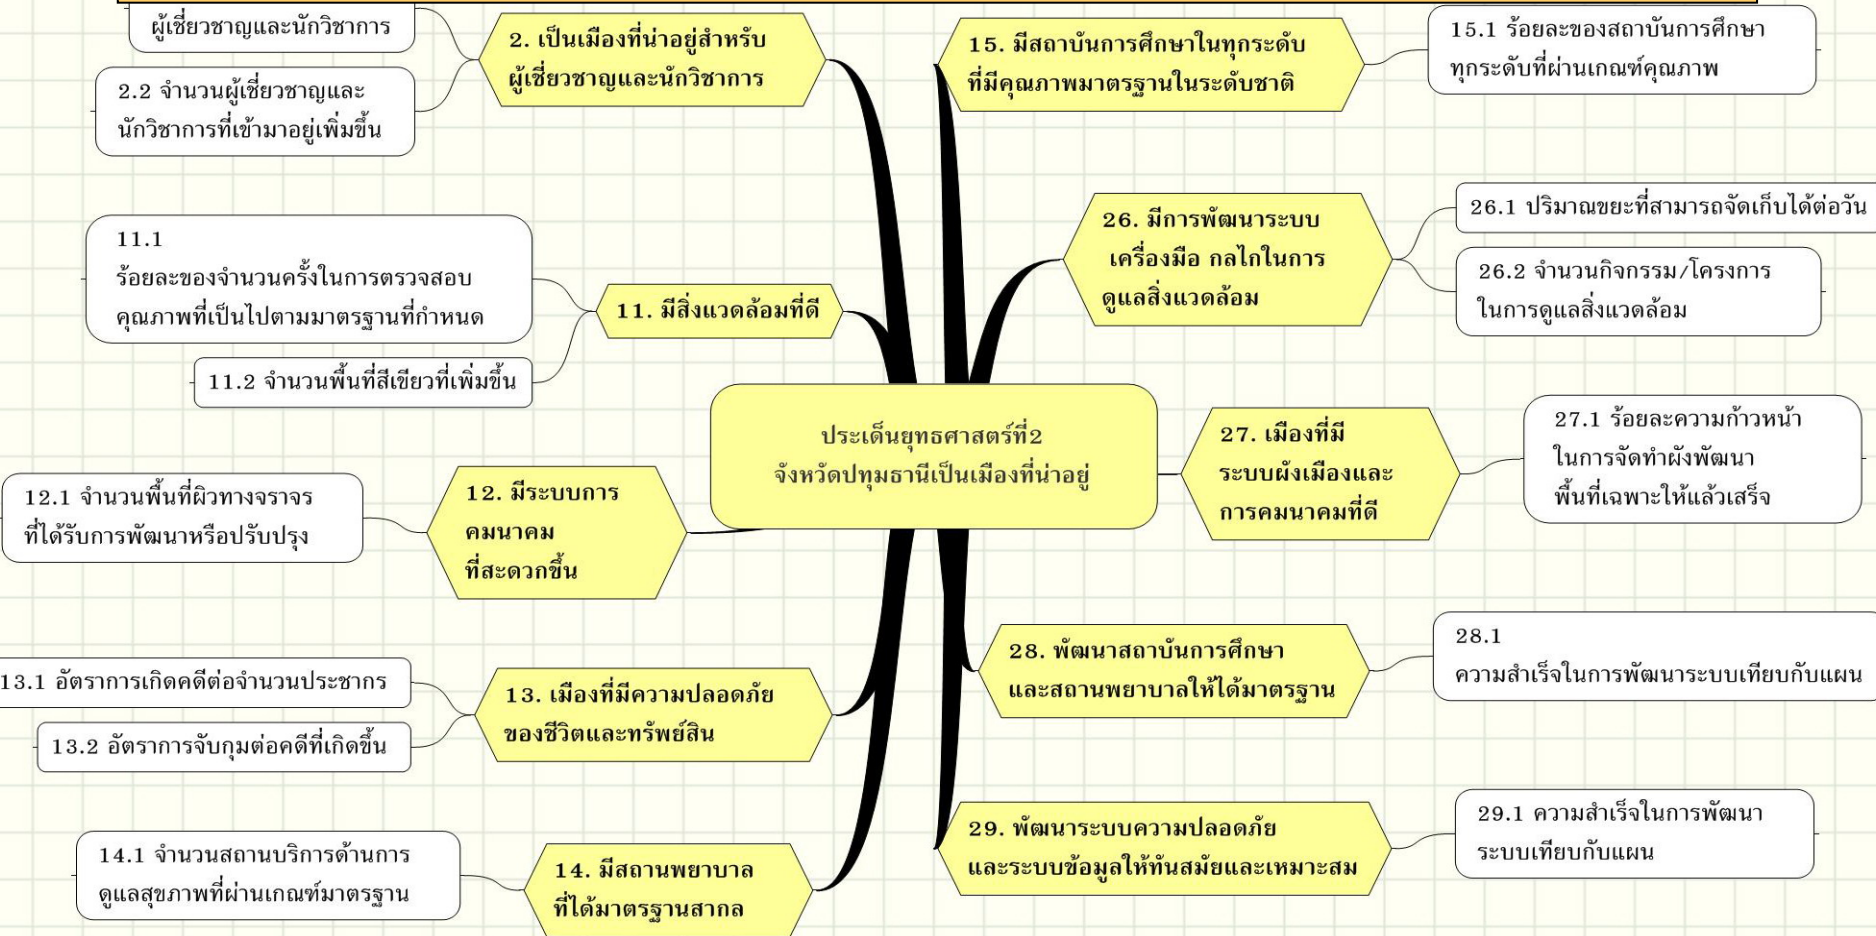 ผู้เชี่ยวชาญและนักวิชาการ
2.2 จำนวนผู้เชี่ยวชาญและ
นักวิชาการที่เข้ามาอยู่เพิ่มขึ้น
2. เป็นเมืองที่น่าอยู่สำหรับ
ผู้เชี่ยวชาญและนักวิชาการ
11.1
ร้อยละของจำนวนครั้งในการตรวจสอบ
คุณภาพที่เป็นไปตามมาตรฐานที่กำหนด
11.2 จำนวนพื้นที่สีเขียวที่เพิ่มขึ้น
11. มีสิ่งแวดล้อมที่ดี
12.1 จำนวนพื้นที่ผิวทางจราจร
ที่ได้รับการพัฒนาหรือปรับปรุง
12. มีระบบการ
คมนาคม
ที่สะดวกขึ้น
13.1 อัตราการเกิดคดีต่อจำนวนประชากร
13.2 อัตราการจับกุมต่อคดีที่เกิดขึ้น
13. เมืองที่มีความปลอดภัย
ของชีวิตและทรัพย์สิน
14.1 จำนวนสถานบริการด้านการ
ดูแลสุขภาพที่ผ่านเกณฑ์มาตรฐาน
14. มีสถานพยาบาล
ที่ได้มาตรฐานสากล
ประเด็นยุทธศาสตร์ที่2
จังหวัดปทุมธานีเป็นเมืองที่น่าอยู่
15. มีสถาบันการศึกษาในทุกระดับ
ที่มีคุณภาพมาตรฐานในระดับชาติ
15.1 ร้อยละของสถาบันการศึกษา
ทุกระดับที่ผ่านเกณฑ์คุณภาพ
26. มีการพัฒนาระบบ
เครื่องมือ กลไกในการ
ดูแลสิ่งแวดล้อม
26.1 ปริมาณขยะที่สามารถจัดเก็บได้ต่อวัน
26.2 จำนวนกิจกรรม/โครงการ
ในการดูแลสิ่งแวดล้อม
27. เมืองที่มี
ระบบผังเมืองและ
การคมนาคมที่ดี
27.1 ร้อยละความก้าวหน้า
ในการจัดทำผังพัฒนา
พื้นที่เฉพาะให้แล้วเสร็จ
28. พัฒนาสถาบันการศึกษา
และสถานพยาบาลให้ได้มาตรฐาน
28.1
ความสำเร็จในการพัฒนาระบบเทียบกับแผน
29. พัฒนาระบบความปลอดภัย
และระบบข้อมูลให้ทันสมัยและเหมาะสม
29.1 ความสำเร็จในการพัฒนา
ระบบเทียบกับแผน